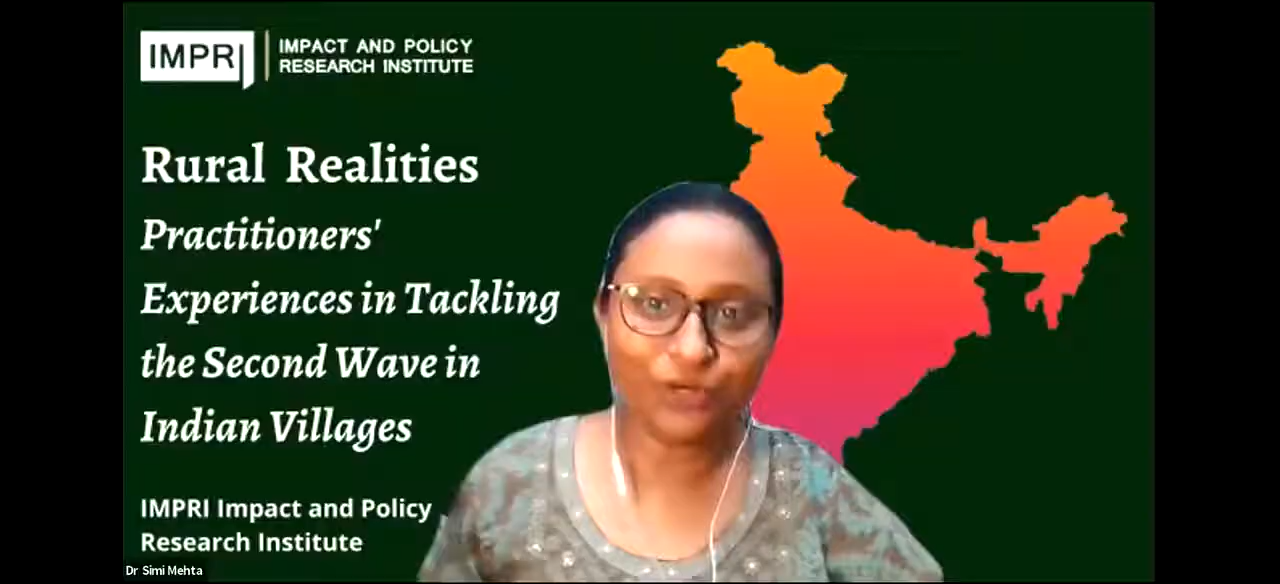 IMPRI
IMPACT AND POLICY
RESEARCH INSTITUTE
Rural Realities
Practitioners'
Experiences in Tackling
the Second Wave in
Indian Villages
IMPRI Impact and Policy
Research Institute
Dr Simi Mehta